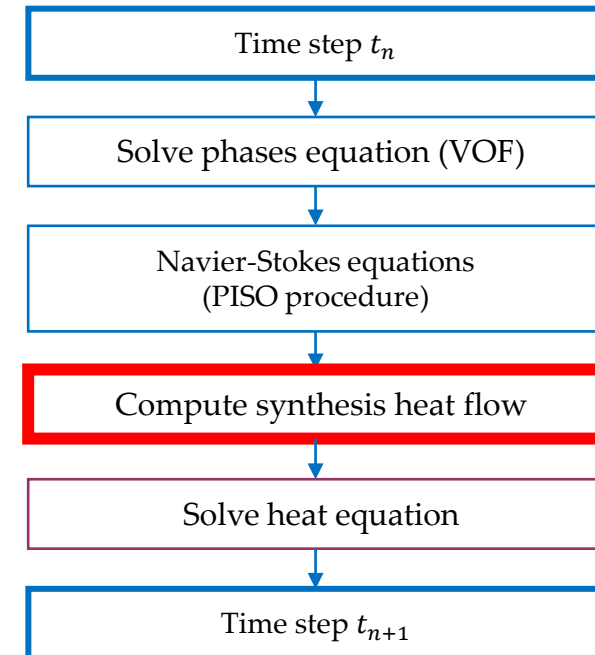 Time step tₙ
Solve phases equation (VOF)
Navier-Stokes equations
(PISO procedure)
Compute synthesis heat flow
Solve heat equation
Time step tₙ₊₁